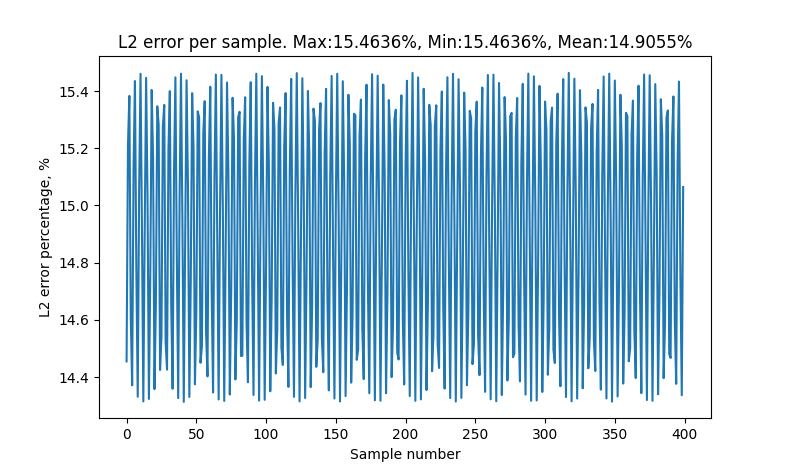 L2 error per sample. Max:15.4636%, Min:15.4636%, Mean:14.9055%
15.4
15.2
15.0
14.8
14.6
14.4
L2 error percentage, %
0 50 100 150 200 250 300 350 400
Sample number